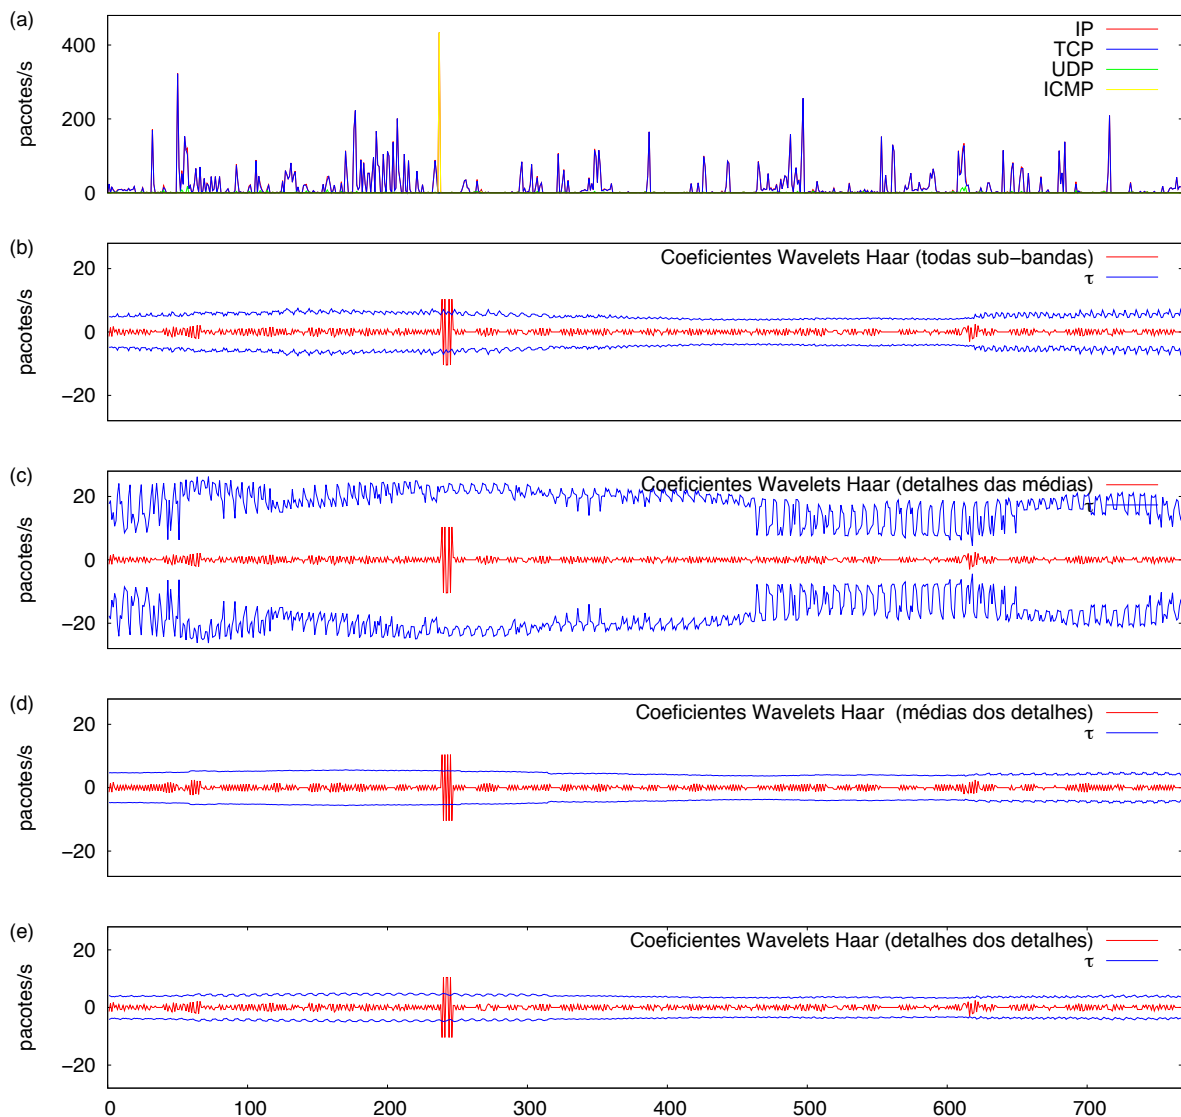 (a)
pacotes/s
400
200
0
IP
TCP
UDP
ICMP
(b)
pacotes/s
20
0
−20
Coeficientes Wavelets Haar (todas sub−bandas)
τ
(c)
pacotes/s
20
0
−20
Coeficientes Wavelets Haar (detalhes das médias)
τ
(d)
pacotes/s
20
0
−20
Coeficientes Wavelets Haar (médias dos detalhes)
τ
(e)
pacotes/s
20
0
−20
Coeficientes Wavelets Haar (detalhes dos detalhes)
τ
0 100 200 300 400 500 600 700